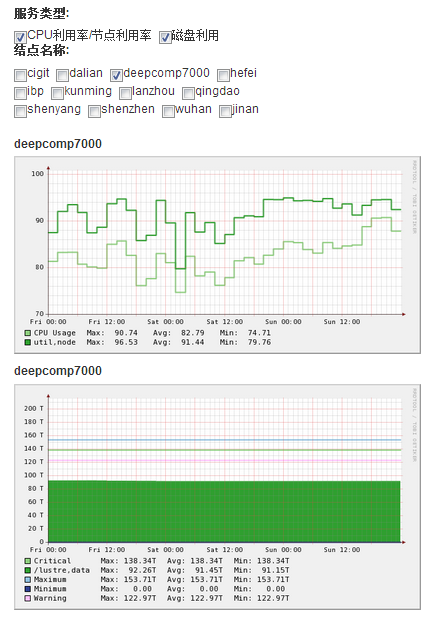 服务类型:
CPU利用率/节点利用率 磁盘利用
结点名称:
cigit dalian deepcomp7000 hefei
ibp kunming lanzhou qingdao
shenyang shenzhen wuhan jinan
deepcomp7000
100
90
80
70
Fri 00:00 Fri 12:00 Sat 00:00 Sat 12:00 Sun 00:00 Sun 12:00
CPU Usage Max: 90.74 Avg: 82.79 Min: 74.71
util,node Max: 96.53 Avg: 91.44 Min: 79.76
RRDTOOL / TOBI OETIKER
deepcomp7000
200 T
180 T
160 T
140 T
120 T
100 T
80 T
60 T
40 T
20 T
0
Fri 00:00 Fri 12:00 Sat 00:00 Sat 12:00 Sun 00:00 Sun 12:00
Critical Max: 138.34T Avg: 138.34T Min: 138.34T
/lustre,data Max: 92.26T Avg: 91.45T Min: 91.15T
Maximum Max: 153.71T Avg: 153.71T Min: 153.71T
Minimum Max: 0.00 Avg: 0.00 Min: 0.00
Warning Max: 122.97T Avg: 122.97T Min: 122.97T
RRDTOOL / TOBI OETIKER